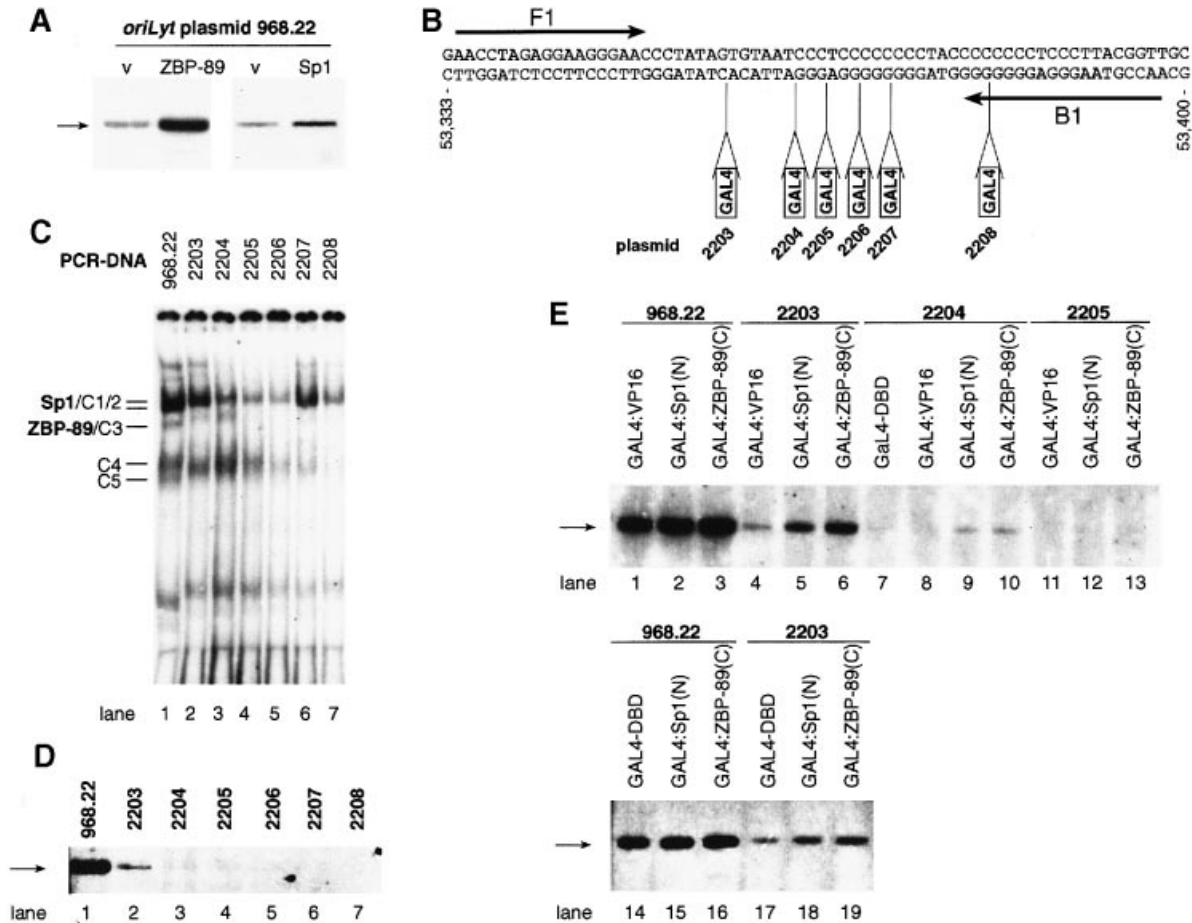 A
oriLyt plasmid 968.22
v ZBP-89 v Sp1
B
F1
GAACCTAGAGGAAGGGAACCCTATAGTGTAATCCCTCCCCCCCCCTACCCCCCCCTCCCTTACGGTTGC
CTTGGATCTCCTTCCCTTGGGATATCACATTAGGGAGGGGGGGGGATGGGGGGGGAGGGAATGCCAACG
53,333 -
B1
53,400 -
GAL4 GAL4 GAL4 GAL4 GAL4 GAL4
plasmid 2203 2204 2205 2206 2207 2208
C
PCR-DNA 968.22 2203 2204 2205 2206 2207 2208
Sp1/C1/2
ZBP-89/C3
C4
C5
lane 1 2 3 4 5 6 7
D
968.22 2203 2204 2205 2206 2207 2208
lane 1 2 3 4 5 6 7
E
968.22 2203 2204 2205
GAL4:VP16 GAL4:Sp1(N) GAL4:ZBP-89(C) GAL4:VP16 GAL4:Sp1(N) GAL4:ZBP-89(C) GaL4-DBD GAL4:VP16 GAL4:Sp1(N) GAL4:ZBP-89(C) GAL4:VP16 GAL4:Sp1(N) GAL4:ZBP-89(C)
lane 1 2 3 4 5 6 7 8 9 10 11 12 13
968.22 2203
GAL4-DBD GAL4:Sp1(N) GAL4:ZBP-89(C) GAL4-DBD GAL4:Sp1(N) GAL4:ZBP-89(C)
lane 14 15 16 17 18 19